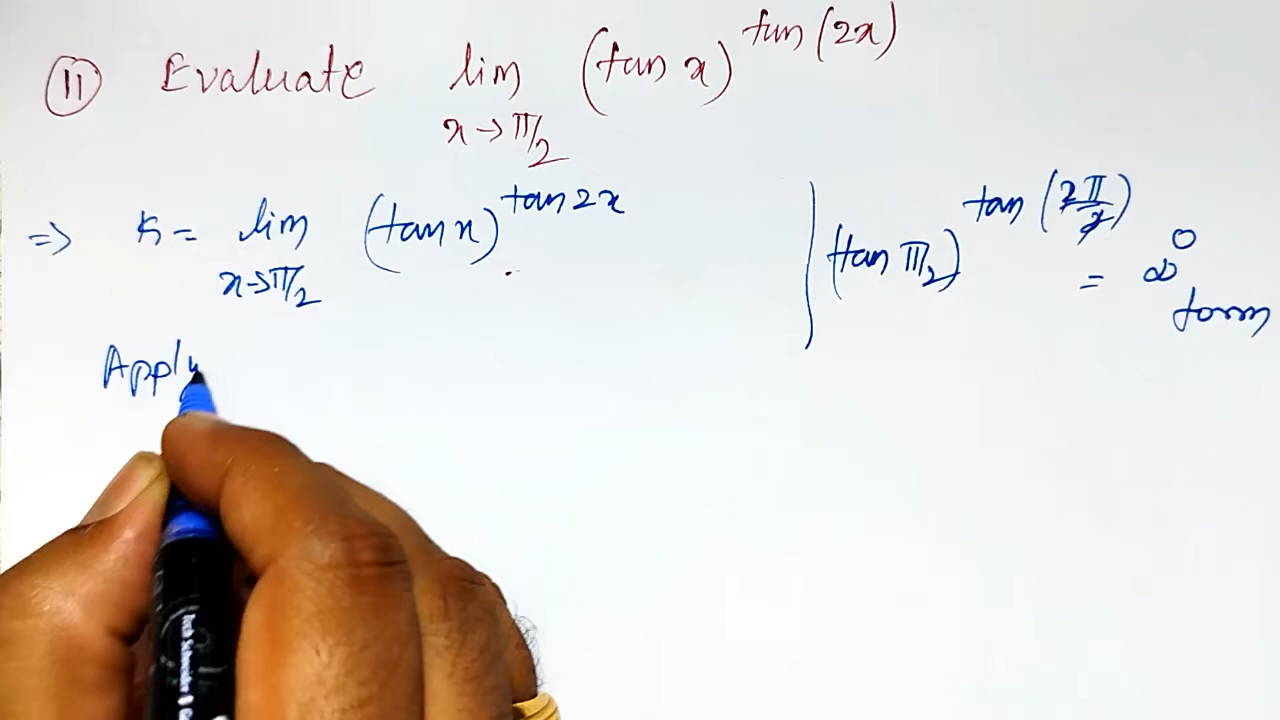 ⑪ Evaluate lim (tan x)^tan(2x)
x→π/2
⇒ K = lim (tan x)^tan 2x
x→π/2
(tan π/2)^tan(2π/2) = ∞^0
form
Apply